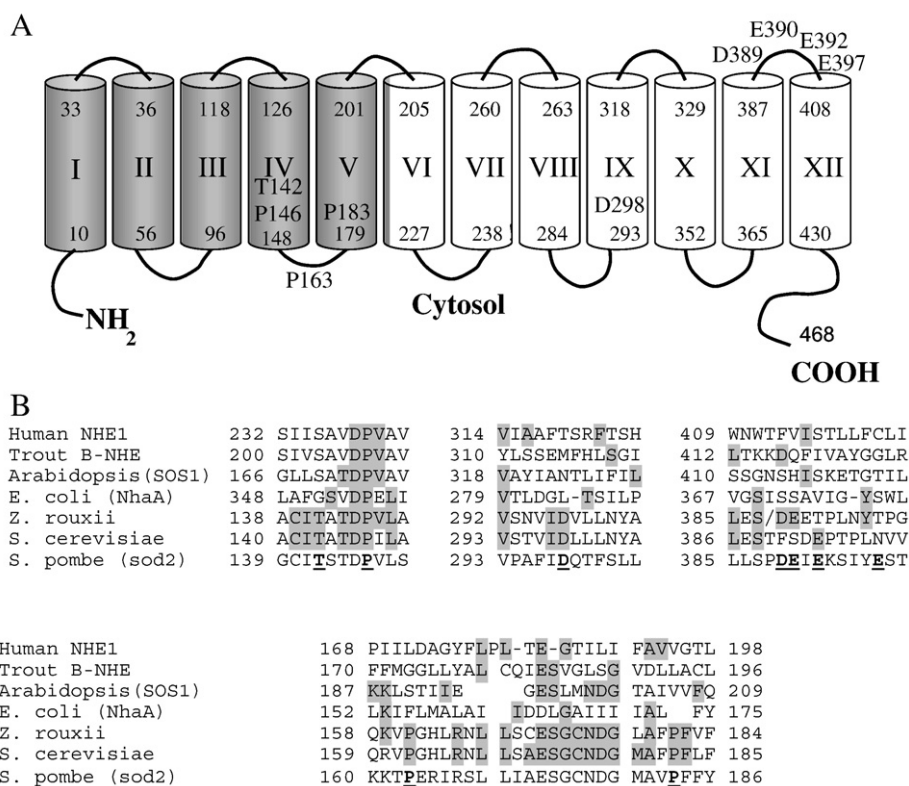 A
E390
E392
D389
E397
33 36 118 126 201 205 260 263 318 329 387 408
I II III IV V VI VII VIII IX X XI XII
T142
P146 P183 D298
10 56 96 148 179 227 238 284 293 352 365 430
P163
NH2
Cytosol
468
COOH
B
Human NHE1 232 SIISAVDPVAV 314 VIAAFTSRFTSH 409 WNWTFVISTLLFCLI
Trout B-NHE 200 SIVSAVDPVAV 310 YLSSEMFHLSGI 412 LTKKDQFIVAYGGLR
Arabidopsis(SOS1) 166 GLLSATDPVAV 318 VAYIANTLIFIL 410 SSGNSHISKETGTIL
E. coli (NhaA) 348 LAFGSVDPELI 279 VTLDGL-TSILP 367 VGSISSAVIG-YSWL
Z. rouxii 138 ACITATDPVLA 292 VSNVIDVLLNYA 385 LES/DEETPLNYTPG
S. cerevisiae 140 ACITATDPILA 293 VSTVIDLLLNYA 386 LESTFSDEPTPLNVV
S. pombe (sod2) 139 GCITSTDPVLS 293 VPAFIDQTFSLL 385 LLSPDEIEKSIYEST
Human NHE1 168 PIILDAGYFLPL-TE-GTILI FAVVGTL 198
Trout B-NHE 170 FFMGGLLYAL CQIESVGLSG VDLLACL 196
Arabidopsis(SOS1) 187 KKLSTIIE GESLMNDG TAIVVFQ 209
E. coli (NhaA) 152 LKIFLMALAI IDDLGAIIII IAL FY 175
Z. rouxii 158 QKVPGHLRNL LSCESGCNDG LAFPFVF 184
S. cerevisiae 159 QRVPGHLRNLLSAESGCNDG MAFPFLF 185
S. pombe (sod2) 160 KKTPERIRSLLIAESGCNDG MAVPFFY 186